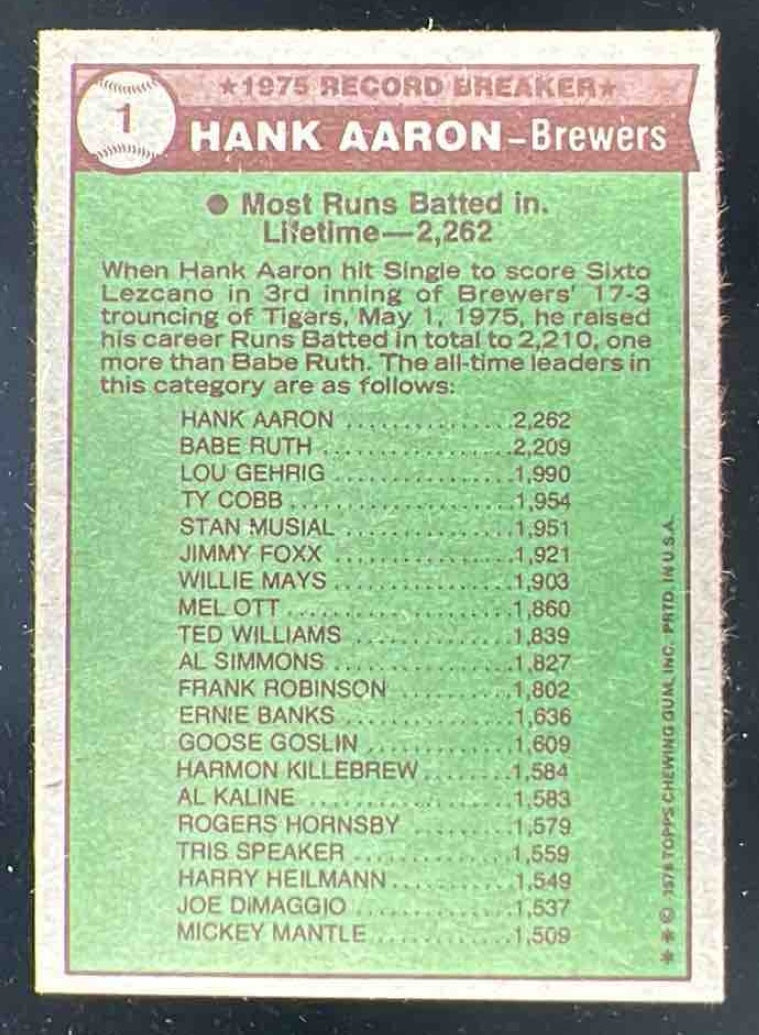 1
★1975 RECORD BREAKER★
HANK AARON–Brewers
● Most Runs Batted in.
Lifetime—2,262
When Hank Aaron hit Single to score Sixto
Lezcano in 3rd inning of Brewers' 17-3
trouncing of Tigars, May 1, 1975, he raised
his career Runs Batted in total to 2,210, one
more than Babe Ruth. The all-time leaders in
this category are as follows:
HANK AARON ...............2,262
BABE RUTH .................2,209
LOU GEHRIG ................1,990
TY COBB ....................1,954
STAN MUSIAL ...............1,951
JIMMY FOXX ................1,921
WILLIE MAYS ...............1,903
MEL OTT ....................1,860
TED WILLIAMS ..............1,839
AL SIMMONS ................1,827
FRANK ROBINSON ..........1,802
ERNIE BANKS ...............1,636
GOOSE GOSLIN .............1,609
HARMON KILLEBREW ........1,584
AL KALINE ..................1,583
ROGERS HORNSBY .........1,579
TRIS SPEAKER ..............1,559
HARRY HEILMANN ...........1,549
JOE DIMAGGIO ..............1,537
MICKEY MANTLE .............1,509
** © 1976 TOPPS CHEWING GUM, INC. PRTD. IN U.S.A.